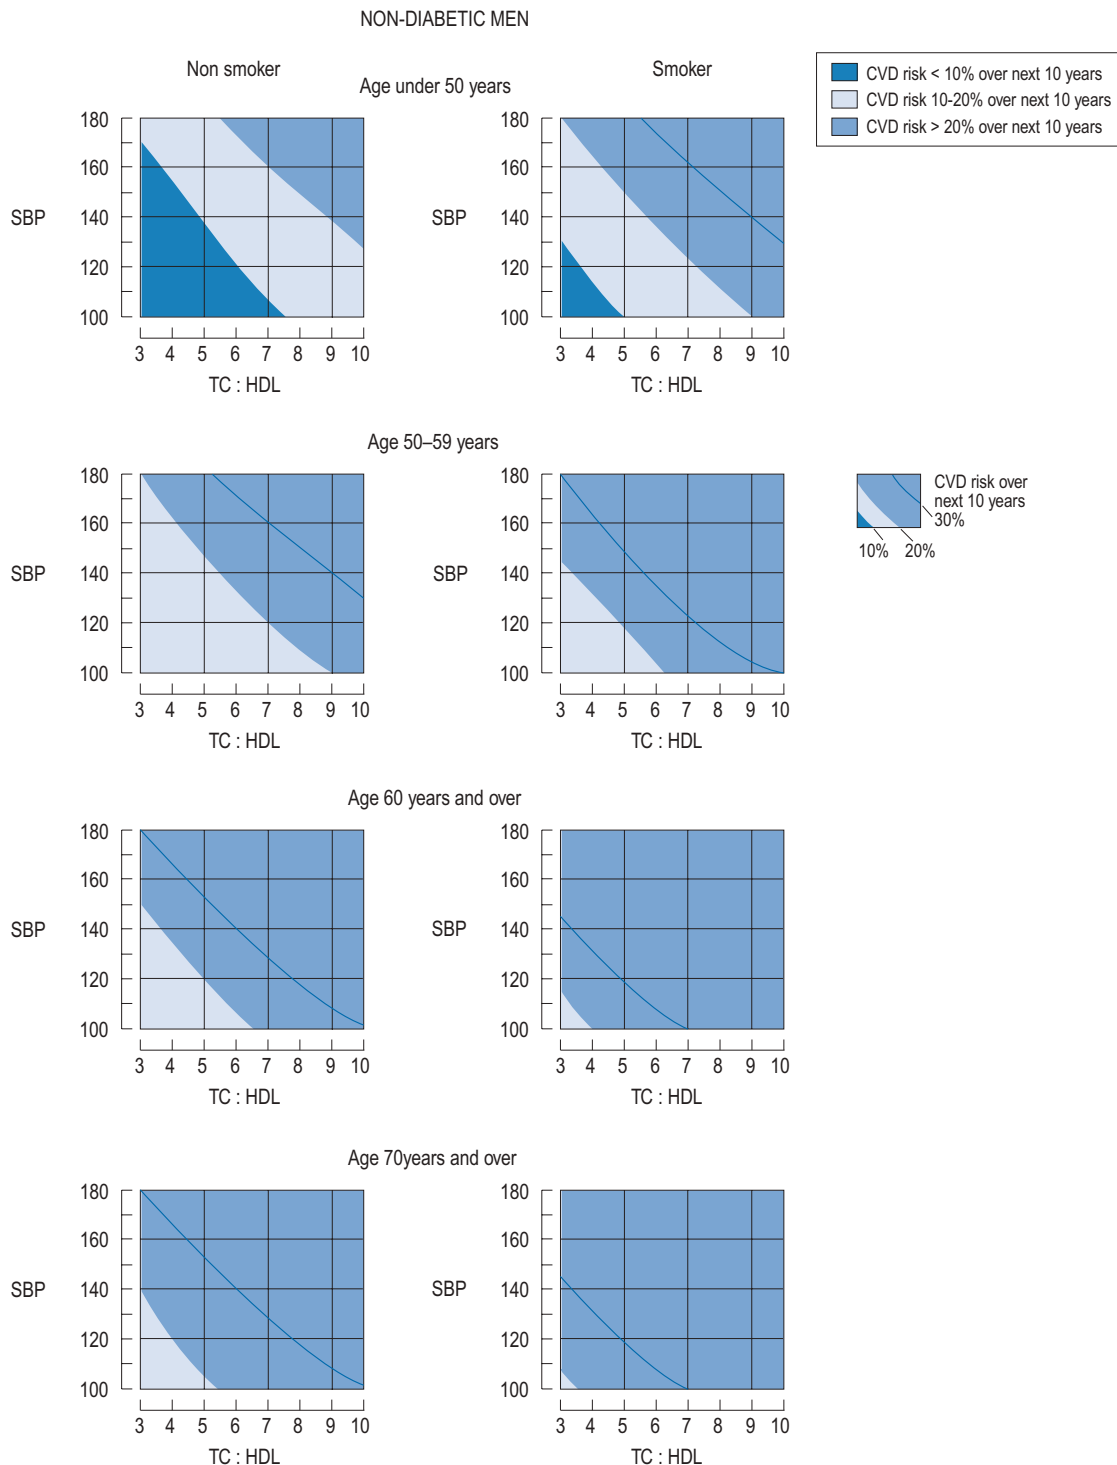 NON-DIABETIC MEN
Non smoker
Smoker
Age under 50 years
CVD risk < 10% over next 10 years
CVD risk 10-20% over next 10 years
CVD risk > 20% over next 10 years
180 180
160 160
SBP 140 SBP 140
120 120
100 100
3 4 5 6 7 8 9 10 3 4 5 6 7 8 9 10
TC : HDL TC : HDL
Age 50–59 years
180 180
160 160
SBP 140 SBP 140
120 120
100 100
3 4 5 6 7 8 9 10 3 4 5 6 7 8 9 10
TC : HDL TC : HDL
CVD risk over
next 10 years
30%
10% 20%
Age 60 years and over
180 180
160 160
SBP 140 SBP 140
120 120
100 100
3 4 5 6 7 8 9 10 3 4 5 6 7 8 9 10
TC : HDL TC : HDL
Age 70years and over
180 180
160 160
SBP 140 SBP 140
120 120
100 100
3 4 5 6 7 8 9 10 3 4 5 6 7 8 9 10
TC : HDL TC : HDL